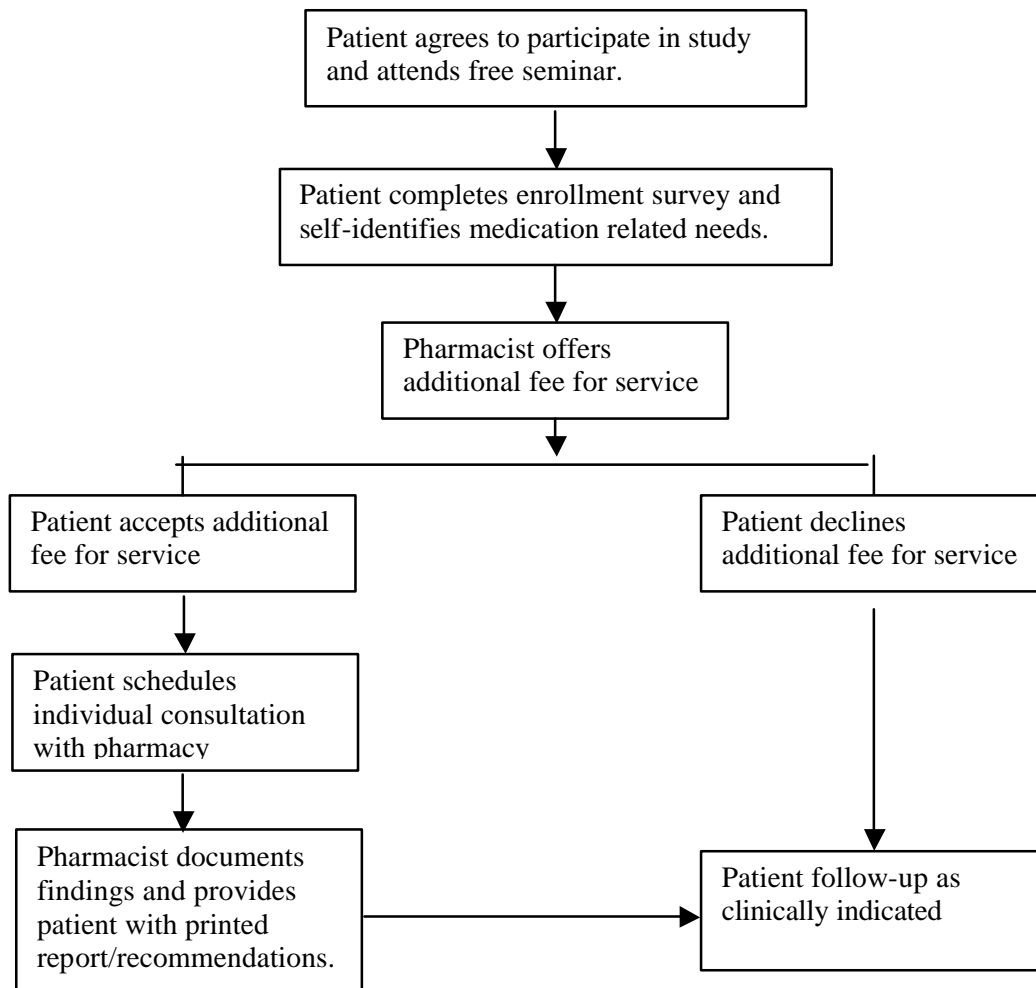 Patient agrees to participate in study
and attends free seminar.
Patient completes enrollment survey and
self-identifies medication related needs.
Pharmacist offers
additional fee for service
Patient accepts additional
fee for service
Patient declines
additional fee for service
Patient schedules
individual consultation
with pharmacy
Pharmacist documents
findings and provides
patient with printed
report/recommendations.
Patient follow-up as
clinically indicated